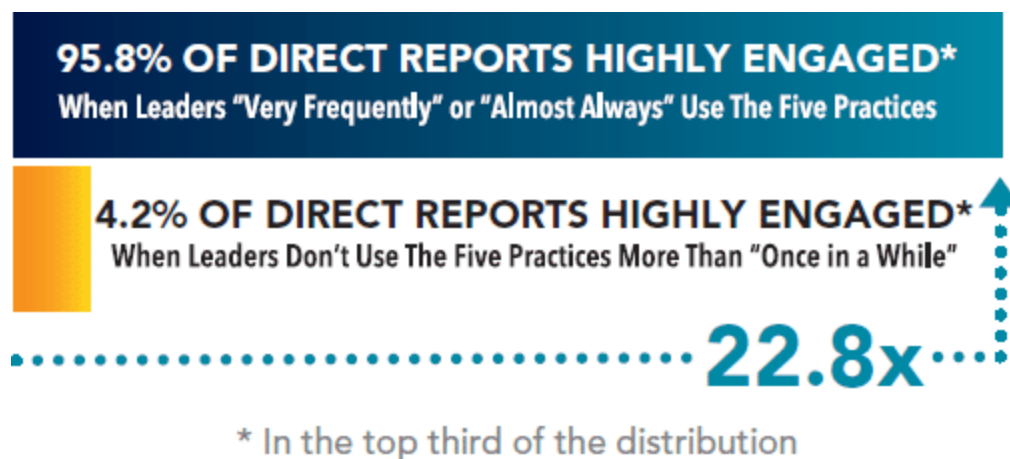 95.8% OF DIRECT REPORTS HIGHLY ENGAGED*
When Leaders “Very Frequently” or “Almost Always” Use The Five Practices
4.2% OF DIRECT REPORTS HIGHLY ENGAGED*
When Leaders Don’t Use The Five Practices More Than “Once in a While”
22.8x
* In the top third of the distribution